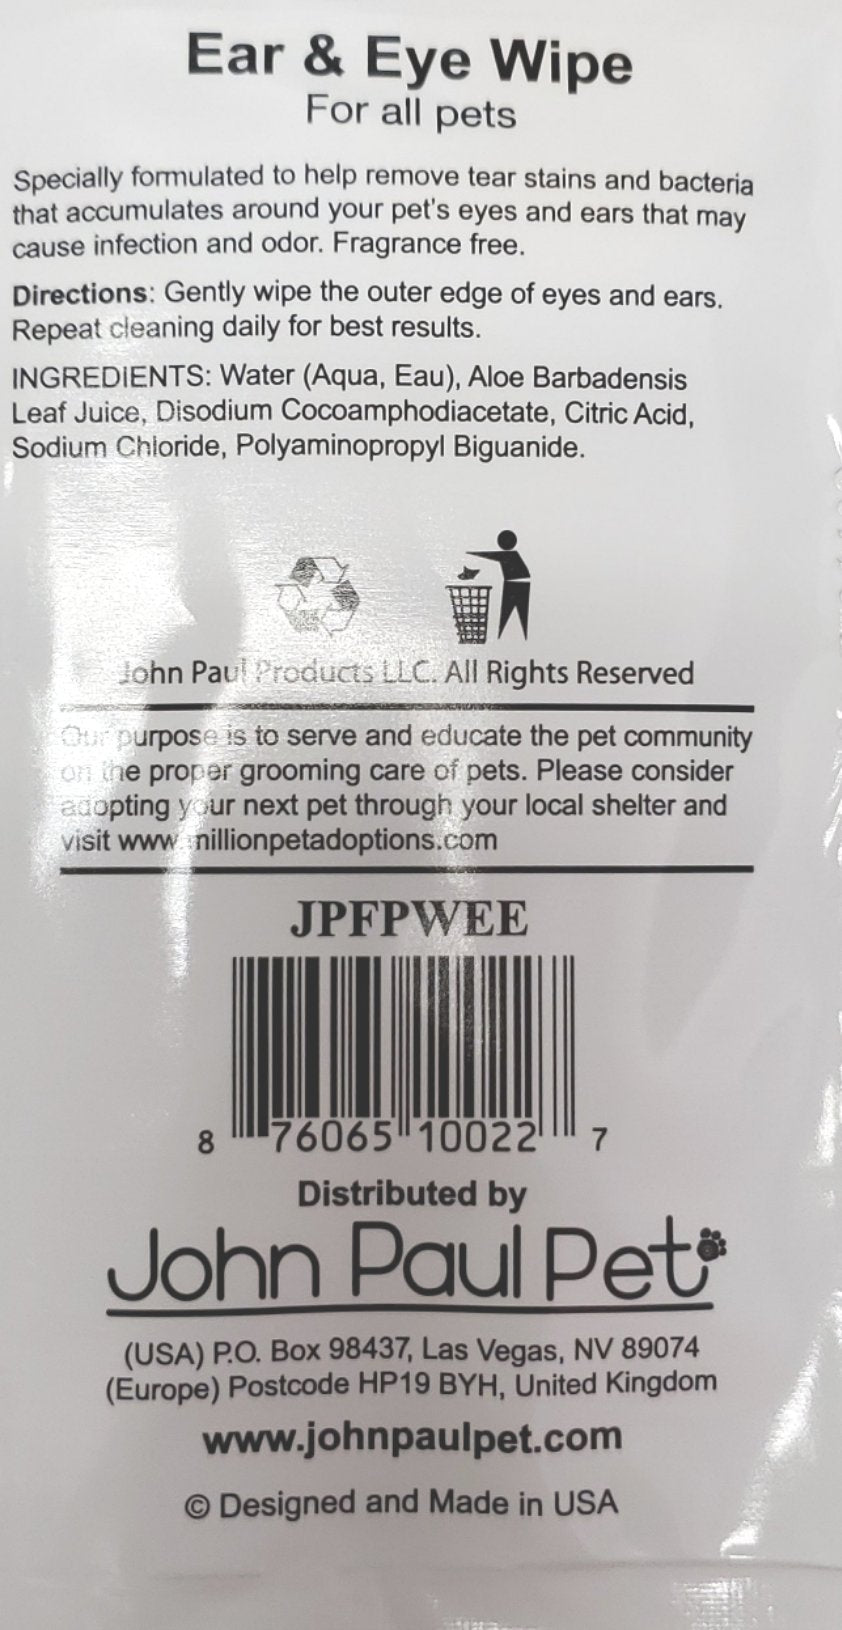 Ear & Eye Wipe
For all pets
Specially formulated to help remove tear stains and bacteria
that accumulates around your pet's eyes and ears that may
cause infection and odor. Fragrance free.
Directions: Gently wipe the outer edge of eyes and ears.
Repeat cleaning daily for best results.
INGREDIENTS: Water (Aqua, Eau), Aloe Barbadensis
Leaf Juice, Disodium Cocoamphodiacetate, Citric Acid,
Sodium Chloride, Polyaminopropyl Biguanide.
John Paul Products LLC. All Rights Reserved
Our purpose is to serve and educate the pet community
on the proper grooming care of pets. Please consider
adopting your next pet through your local shelter and
visit www.millionpetadoptions.com
JPFPWEE
8 76065 10022 7
Distributed by
John Paul Pet
(USA) P.O. Box 98437, Las Vegas, NV 89074
(Europe) Postcode HP19 BYH, United Kingdom
www.johnpaulpet.com
© Designed and Made in USA